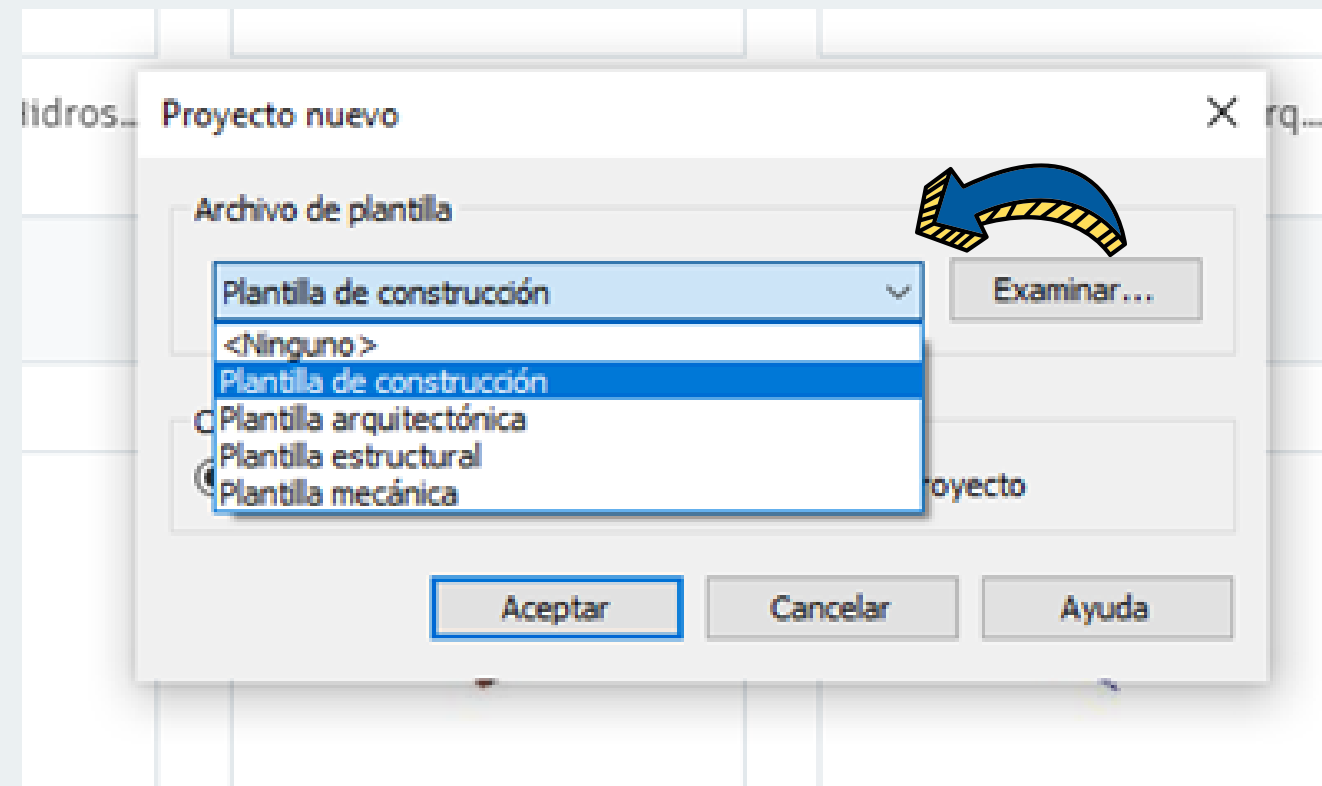 Proyecto nuevo
Archivo de plantilla
Plantilla de construcción
Examinar...
<Ninguno>
Plantilla de construcción
Plantilla arquitectónica
Plantilla estructural
Plantilla mecánica
royecto
Aceptar
Cancelar
Ayuda